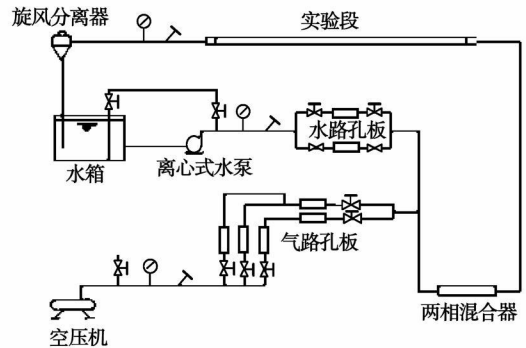 旋风分离器
实验段
水路孔板
离心式水泵
水箱
气路孔板
两相混合器
空压机